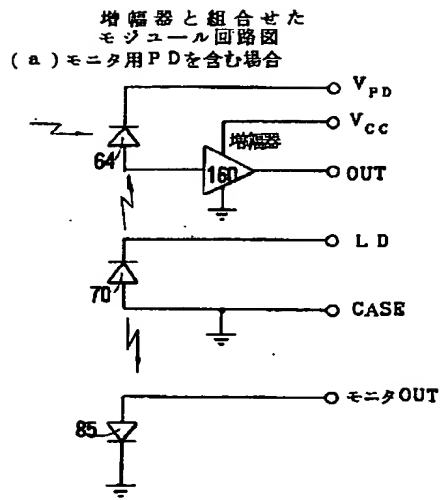 増幅器と組合せた
モジュール回路図
(a)モニタ用PDを含む場合
VPD
VCC
増幅器
64
160
OUT
LD
70
CASE
モニタOUT
85